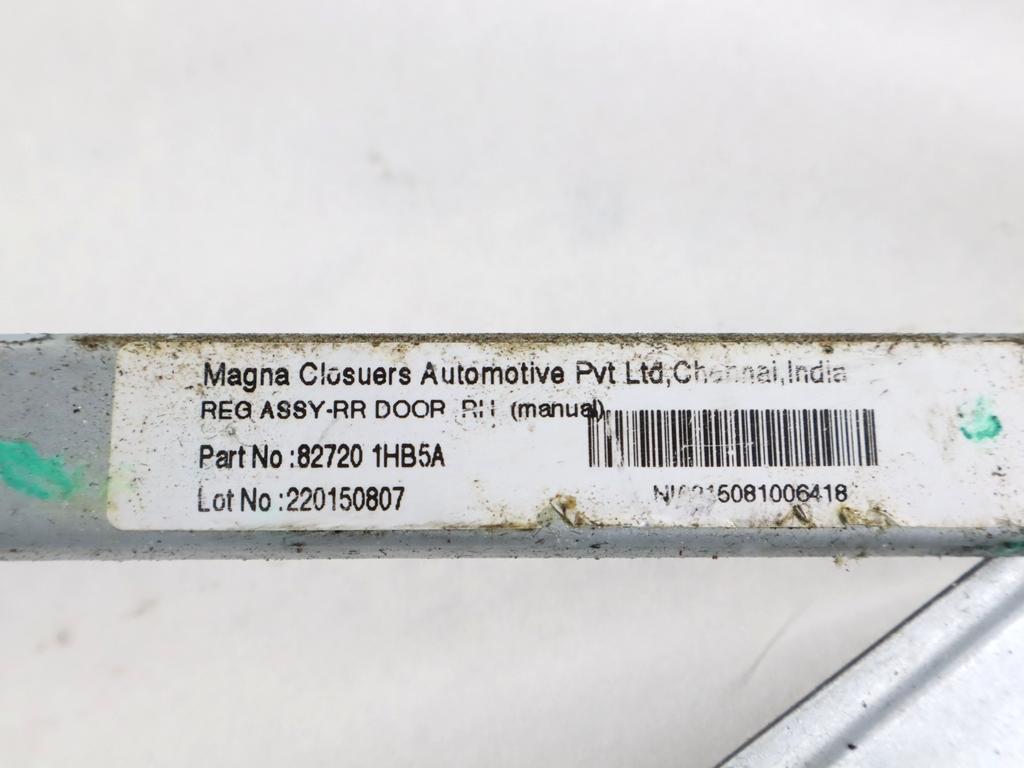 Magna Closuers Automotive Pvt Ltd,Chennai,India
REG ASSY-RR DOOR RH (manual)
Part No :82720 1HB5A
Lot No :220150807